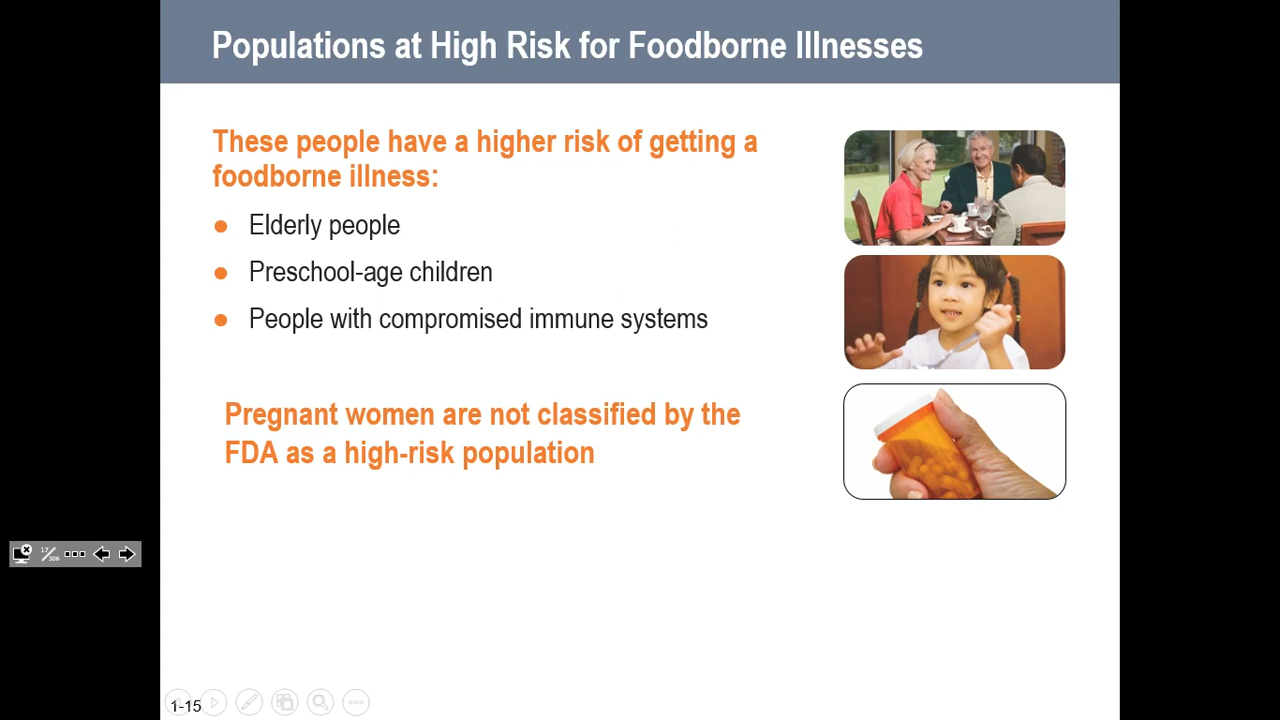 Populations at High Risk for Foodborne Illnesses
These people have a higher risk of getting a
foodborne illness:
Elderly people
Preschool-age children
People with compromised immune systems
Pregnant women are not classified by the
FDA as a high-risk population
17/306
1-15